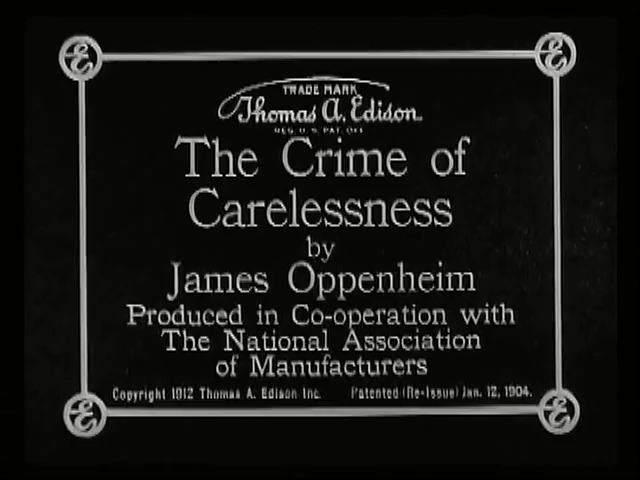 TRADE MARK
Thomas A. Edison
REG. U. S. PAT. OFF.
The Crime of
Carelessness
by
James Oppenheim
Produced in Co-operation with
The National Association
of Manufacturers
Copyright 1912 Thomas A. Edison Inc. Patented (Re-Issue) Jan. 12, 1904.